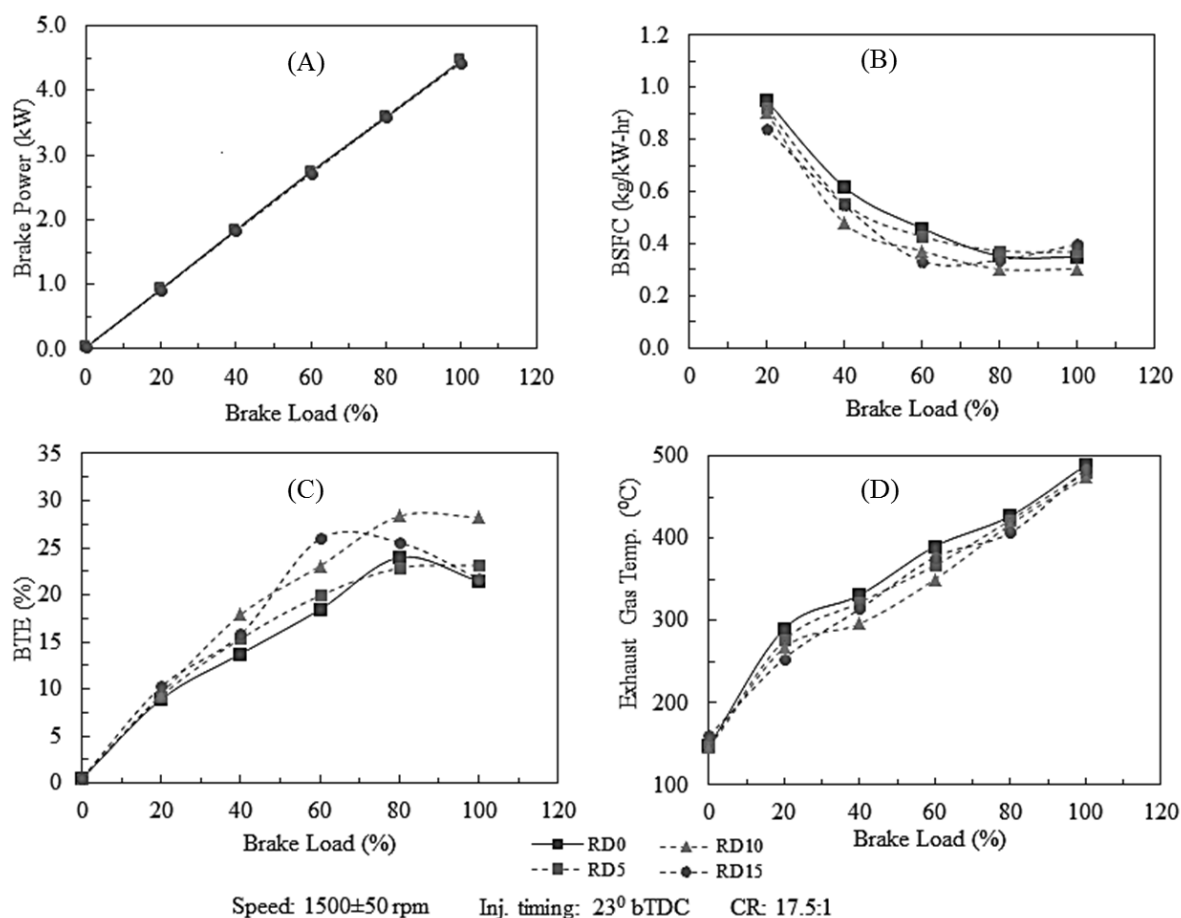 (A)
Brake Power (kW)
5.0
4.0
3.0
2.0
1.0
0.0
0 20 40 60 80 100 120
Brake Load (%)
(B)
BSFC (kg/kW-hr)
1.2
1.0
0.8
0.6
0.4
0.2
0.0
0 20 40 60 80 100 120
Brake Load (%)
(C)
BTE (%)
35
30
25
20
15
10
5
0
0 20 40 60 80 100 120
Brake Load (%)
(D)
Exhaust Gas Temp. (⁰C)
500
400
300
200
100
0 20 40 60 80 100 120
Brake Load (%)
RD0 RD10
RD5 RD15
Speed: 1500±50 rpm Inj. timing: 23⁰ bTDC CR: 17.5:1